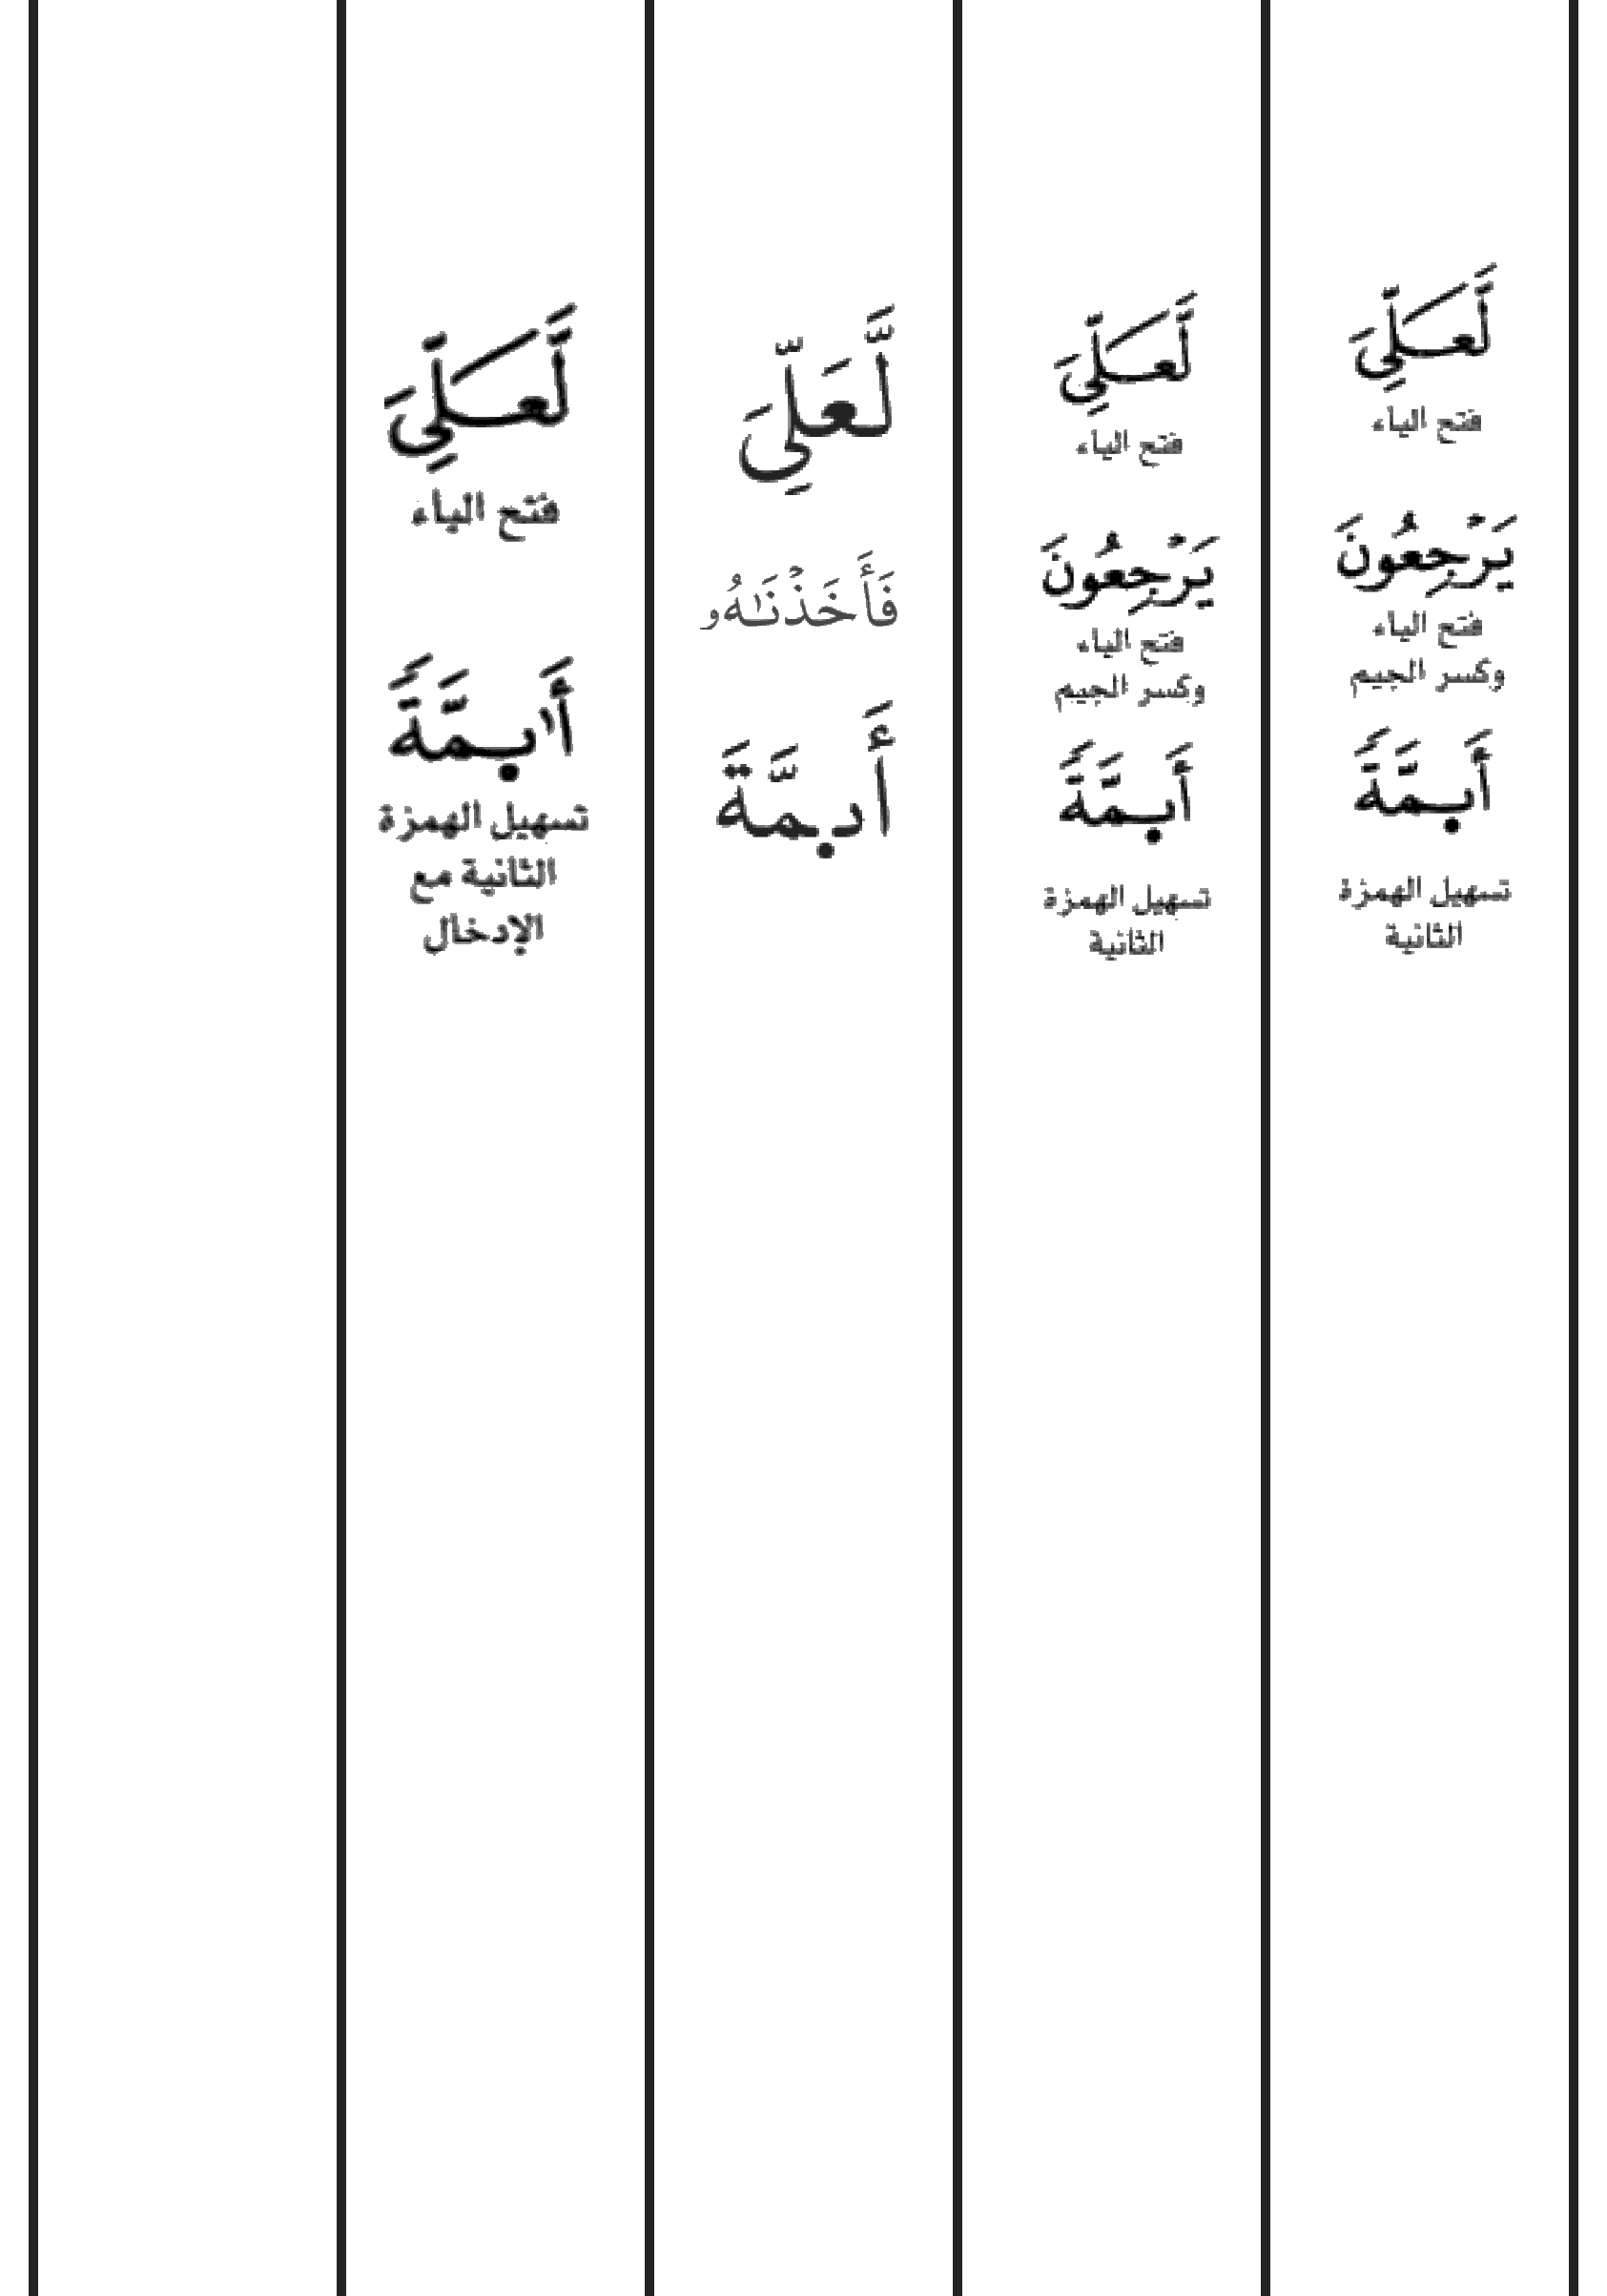 لَّعَلِّيَ
فتح الياء
يَرْجِعُونَ
فتح الياء
وكسر الجيم
أَىِٕمَّةَ
تسهيل الهمزة
الثانية
لَّعَلِّيَ
فتح الياء
يَرْجِعُونَ
فتح الياء
وكسر الجيم
أَىِٕمَّةَ
تسهيل الهمزة
الثانية
لَّعَلِّيَ
فَأَخَذْنَٰهُۥ
أَىِٕمَّةَ
لَّعَلِّيَ
فتح الياء
أَٰىِٕمَّةَ
تسهيل الهمزة
الثانية مع
الإدخال